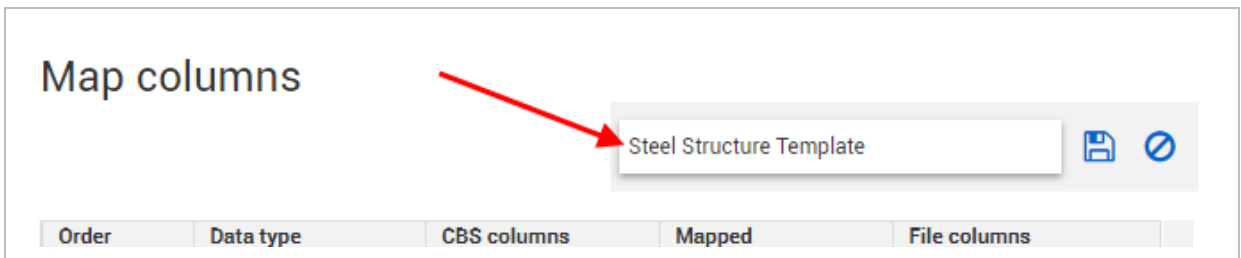 Map columns
Steel Structure Template
Order Data type CBS columns Mapped File columns